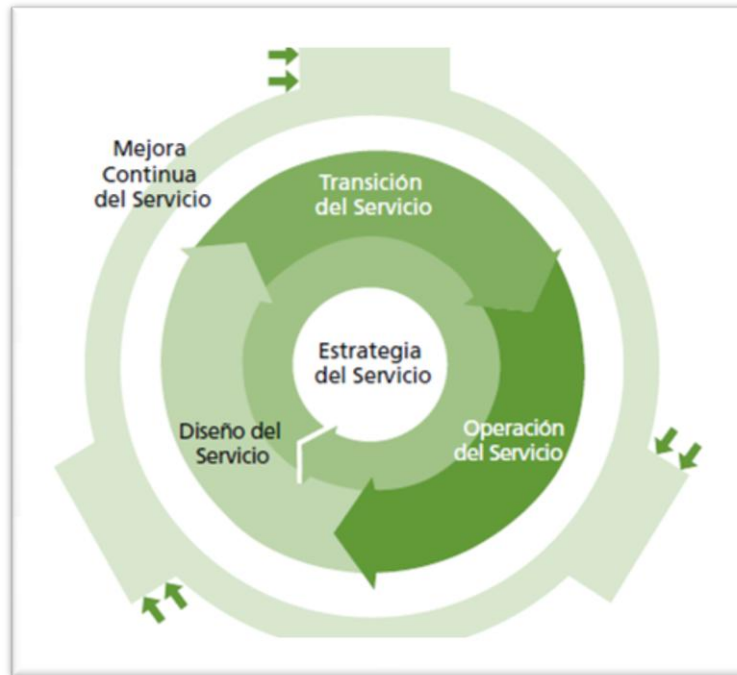 Mejora
Continua
del Servicio
Transición
del Servicio
Estrategia
del Servicio
Diseño del
Servicio
Operación
del Servicio